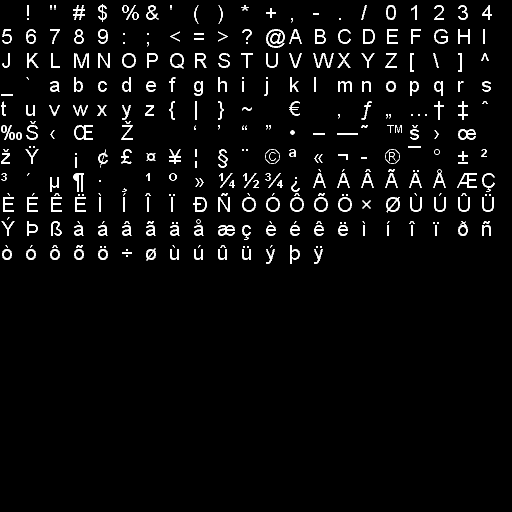 ! " # $ % & ' ( ) * + , - . / 0 1 2 3 4
5 6 7 8 9 : ; < = > ? @ A B C D E F G H I
J K L M N O P Q R S T U V W X Y Z [ \ ] ^
_ ` a b c d e f g h i j k l m n o p q r s
t u v w x y z { | } ~ € ‚ ƒ „ … † ‡ ˆ
‰ Š ‹ Œ Ž ‘ ’ “ ” • – — ˜ ™ š › œ
ž Ÿ ¡ ¢ £ ¤ ¥ ¦ § ¨ © ª « ¬ - ® ¯ ° ± ²
³ ´ µ ¶ · ¸ ¹ º » ¼ ½ ¾ ¿ À Á Â Ã Ä Å Æ Ç
È É Ê Ë Ì Í Î Ï Ð Ñ Ò Ó Ô Õ Ö × Ø Ù Ú Û Ü
Ý Þ ß à á â ã ä å æ ç è é ê ë ì í î ï ð ñ
ò ó ô õ ö ÷ ø ù ú û ü ý þ ÿ